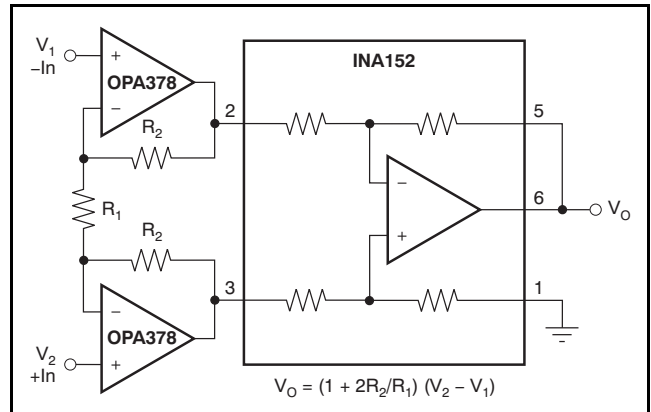 V1
−In
+
OPA378
−
R2
R1
R2
−
OPA378
+
V2
+In
INA152
2
5
−
6
VO
+
3
1
VO = (1 + 2R2/R1) (V2 − V1)